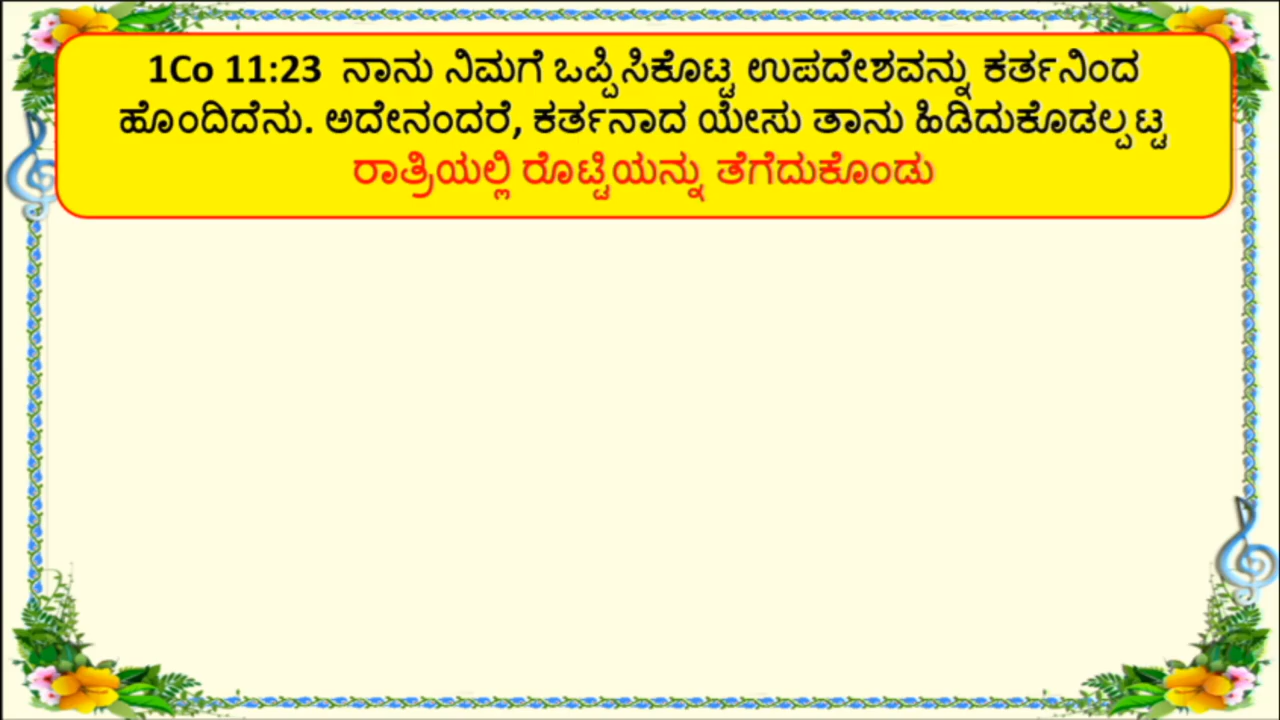 1Co 11:23 ನಾನು ನಿಮಗೆ ಒಪ್ಪಿಸಿಕೊಟ್ಟ ಉಪದೇಶವನ್ನು ಕರ್ತನಿಂದ
ಹೊಂದಿದೆನು. ಅದೇನಂದರೆ, ಕರ್ತನಾದ ಯೇಸು ತಾನು ಹಿಡಿದುಕೊಡಲ್ಪಟ್ಟ
ರಾತ್ರಿಯಲ್ಲಿ ರೊಟ್ಟಿಯನ್ನು ತೆಗೆದುಕೊಂಡು